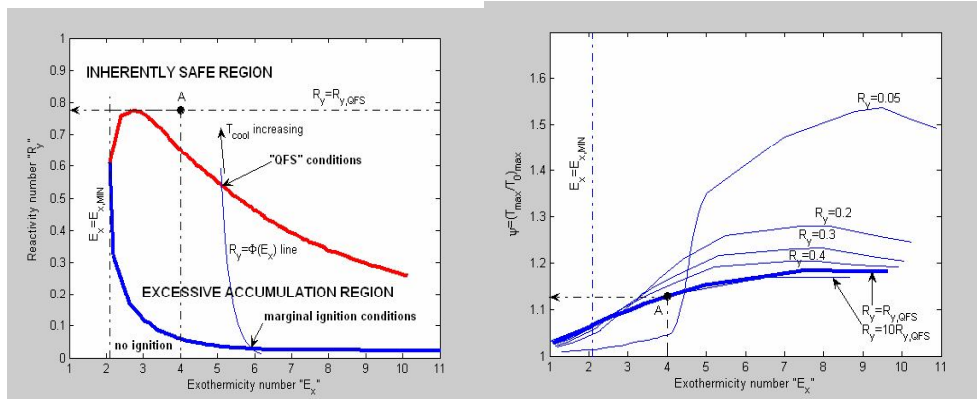 1
0.9
0.8
0.7
0.6
0.5
0.4
0.3
0.2
0.1
0
Reactivity number "Ry"
INHERENTLY SAFE REGION
A
Ry=Ry,QFS
Tcool increasing
"QFS" conditions
Ex=Ex,MIN
Ry=Φ(Ex) line
EXCESSIVE ACCUMULATION REGION
marginal ignition conditions
no ignition
1 2 3 4 5 6 7 8 9 10 11
Exothermicity number "Ex"
1.6
1.5
1.4
1.3
1.2
1.1
1
ψ=(Tmax/T0)max
Ex=Ex,MIN
Ry=0.05
Ry=0.2
Ry=0.3
Ry=0.4
A
Ry=Ry,QFS
Ry=10Ry,QFS
1 2 3 4 5 6 7 8 9 10 11
Exothermicity number "Ex"